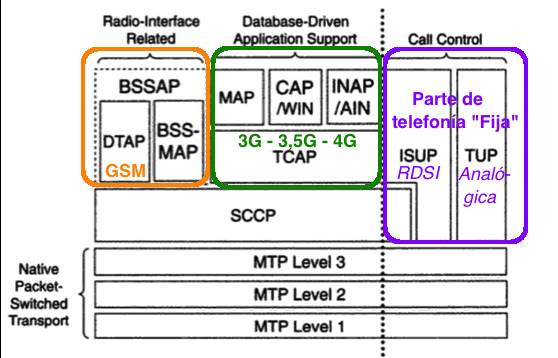 Radio-Interface
Related
Database-Driven
Application Support
Call Control
BSSAP
DTAP
GSM
BSS-
MAP
MAP
CAP
/WIN
INAP
/AIN
3G - 3,5G - 4G
TCAP
Parte de
telefonía "Fija"
ISUP
RDSI
TUP
Analó-
gica
SCCP
Native
Packet-
Switched
Transport
MTP Level 3
MTP Level 2
MTP Level 1